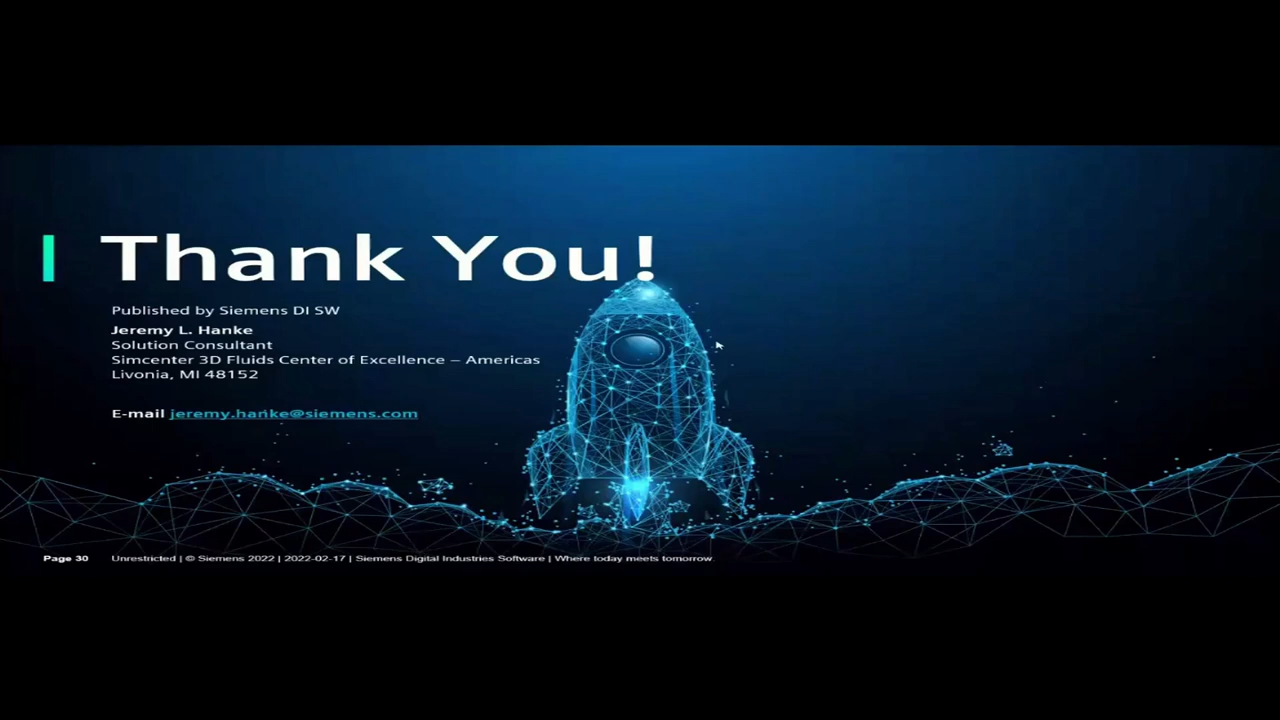 Thank You!
Published by Siemens DI SW
Jeremy L. Hanke
Solution Consultant
Simcenter 3D Fluids Center of Excellence – Americas
Livonia, MI 48152
E-mail jeremy.hanke@siemens.com
Page 30 Unrestricted | © Siemens 2022 | 2022-02-17 | Siemens Digital Industries Software | Where today meets tomorrow.